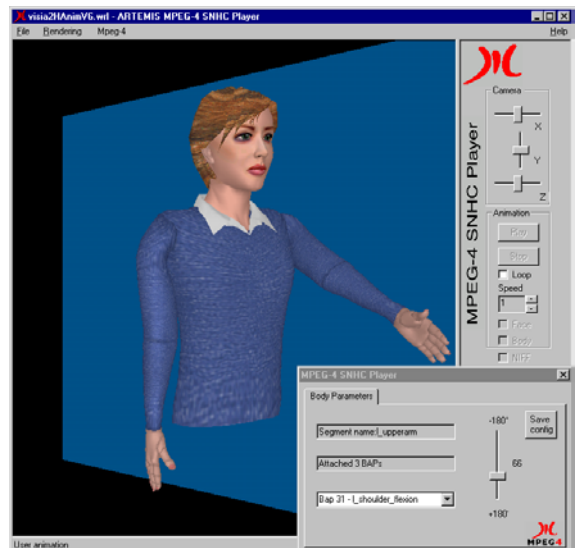 visia2HAnimV6.wrl - ARTEMIS MPEG-4 SNHC Player
File Rendering Mpeg-4 Help
MPEG-4 SNHC Player
Camera
X
Y
Z
Animation
Play
Stop
Loop
Speed
1
Face
Body
NIFF
MPEG-4 SNHC Player
Body Parameters
Segment name:l_upperarm
Attached 3 BAPs
Bap 31 - l_shoulder_flexion
-180°
66
+180°
Save
config
MPEG4
User animation